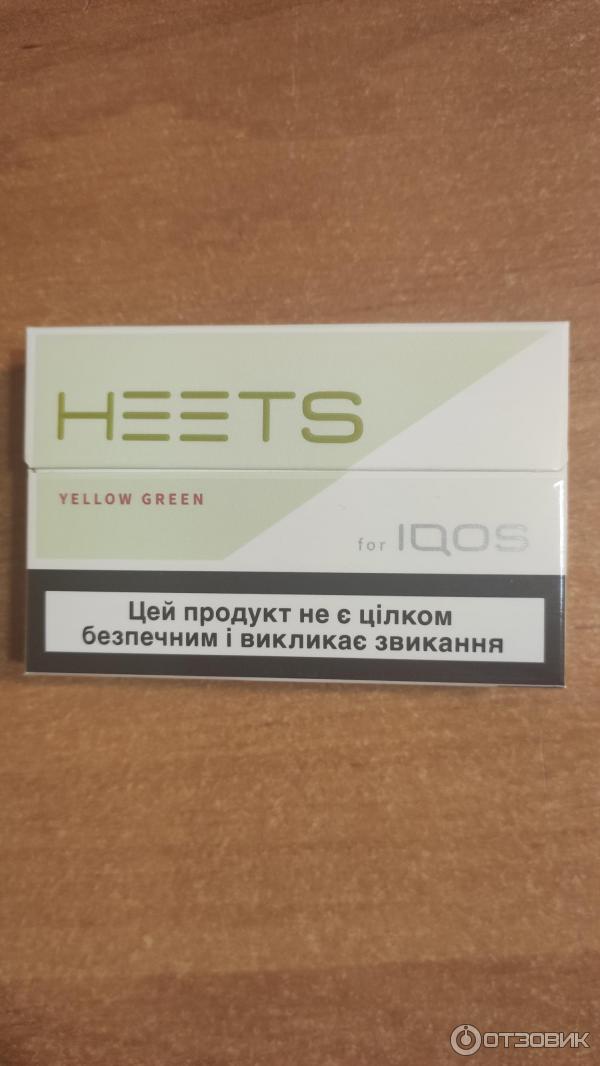 HEETS
YELLOW GREEN
for IQOS
Цей продукт не є цілком
безпечним і викликає звикання
ОТЗОВИК